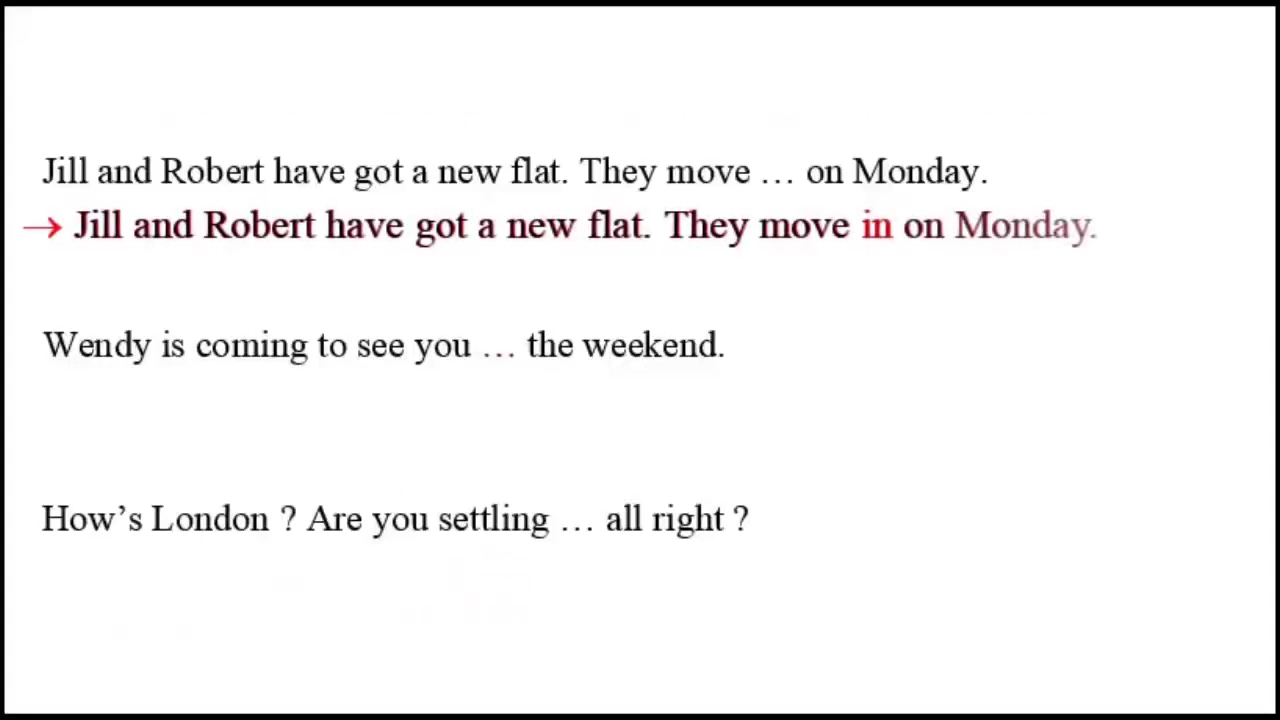 Jill and Robert have got a new flat. They move … on Monday.
→ Jill and Robert have got a new flat. They move in on Monday.
Wendy is coming to see you … the weekend.
How’s London ? Are you settling … all right ?